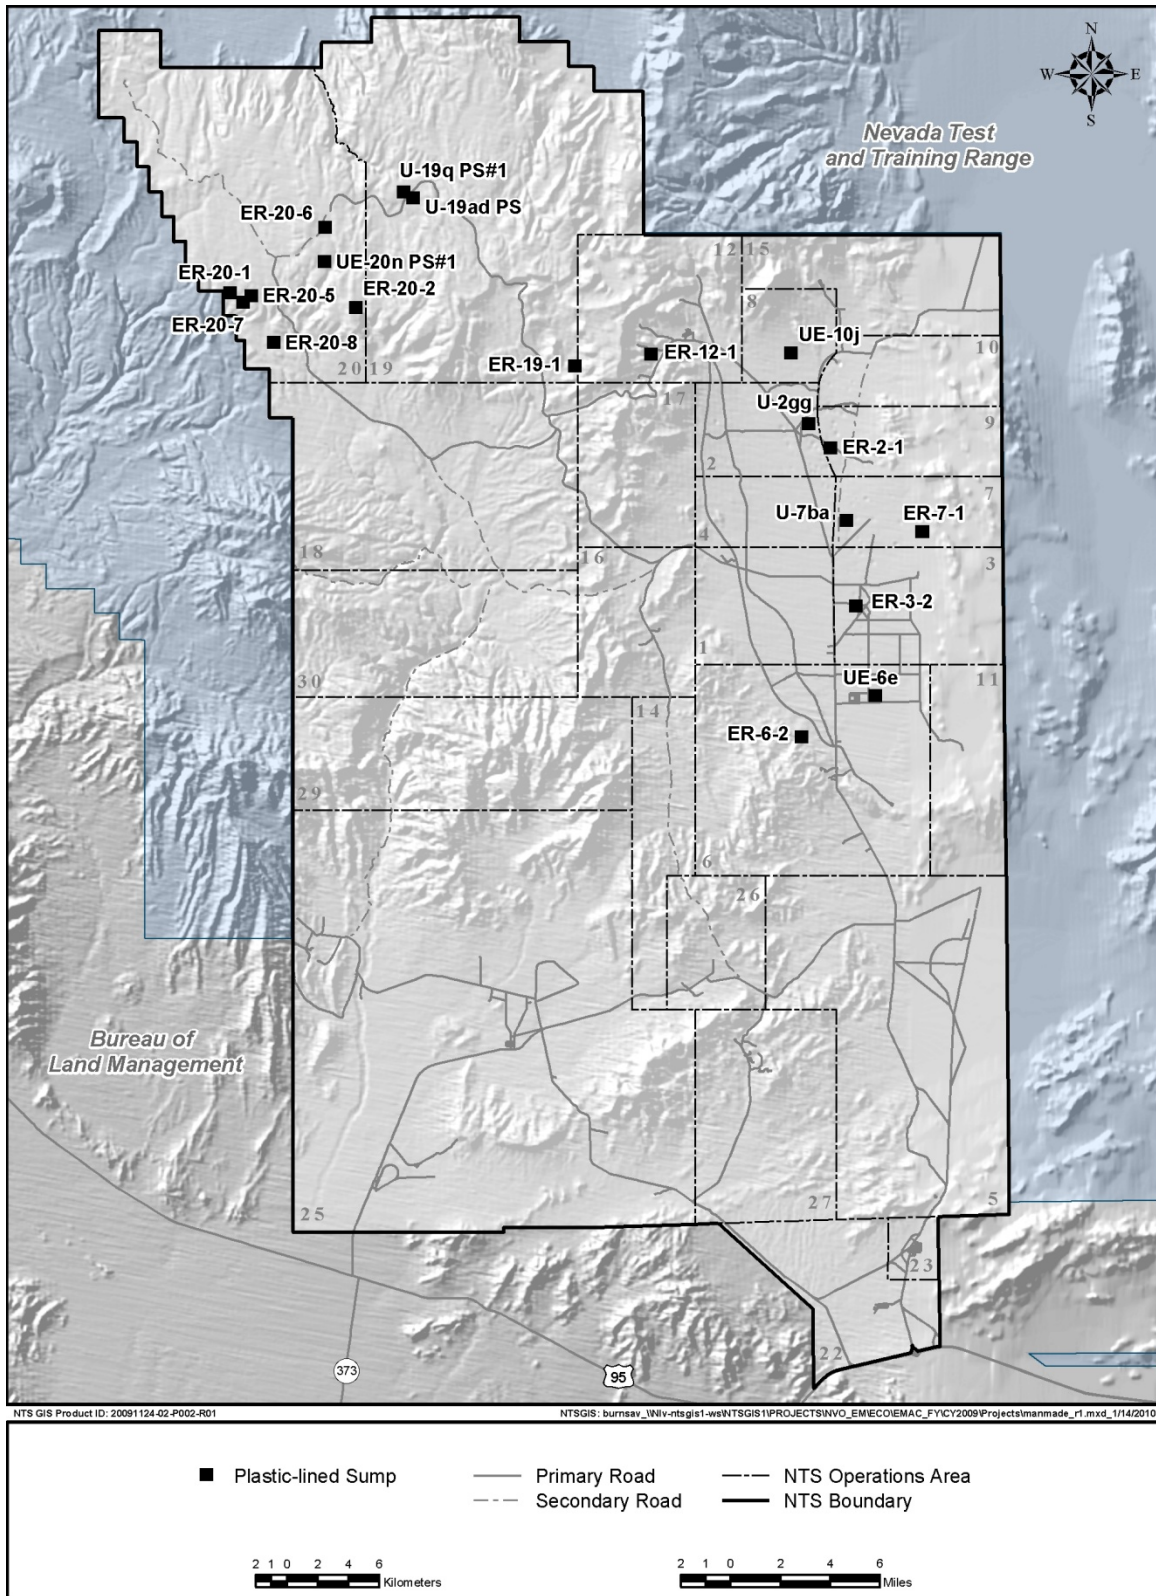 N
W E
S
Nevada Test
and Training Range
U-19q PS#1
U-19ad PS
ER-20-6
UE-20n PS#1
ER-20-1
ER-20-5
ER-20-2
ER-20-7
ER-20-8
20 19
12 15
8
UE-10j
10
ER-19-1
ER-12-1
17
U-2gg
9
ER-2-1
2
7
U-7ba
ER-7-1
18
16
4
3
ER-3-2
1
30
14
UE-6e
11
ER-6-2
29
6
26
Bureau of
Land Management
25
27
5
23
22
373
95
NTS GIS Product ID: 20091124-02-P002-R01
NTSGIS: burnsav_\\Nlv-ntsgis1-ws\NTSGIS1\PROJECTS\NVO_EM\ECO\EMAC_FY\CY2009\Projects\manmade_r1.mxd_1/14/2010
Plastic-lined Sump
Primary Road
NTS Operations Area
Secondary Road
NTS Boundary
2 1 0 2 4 6
Kilometers
2 1 0 2 4 6
Miles